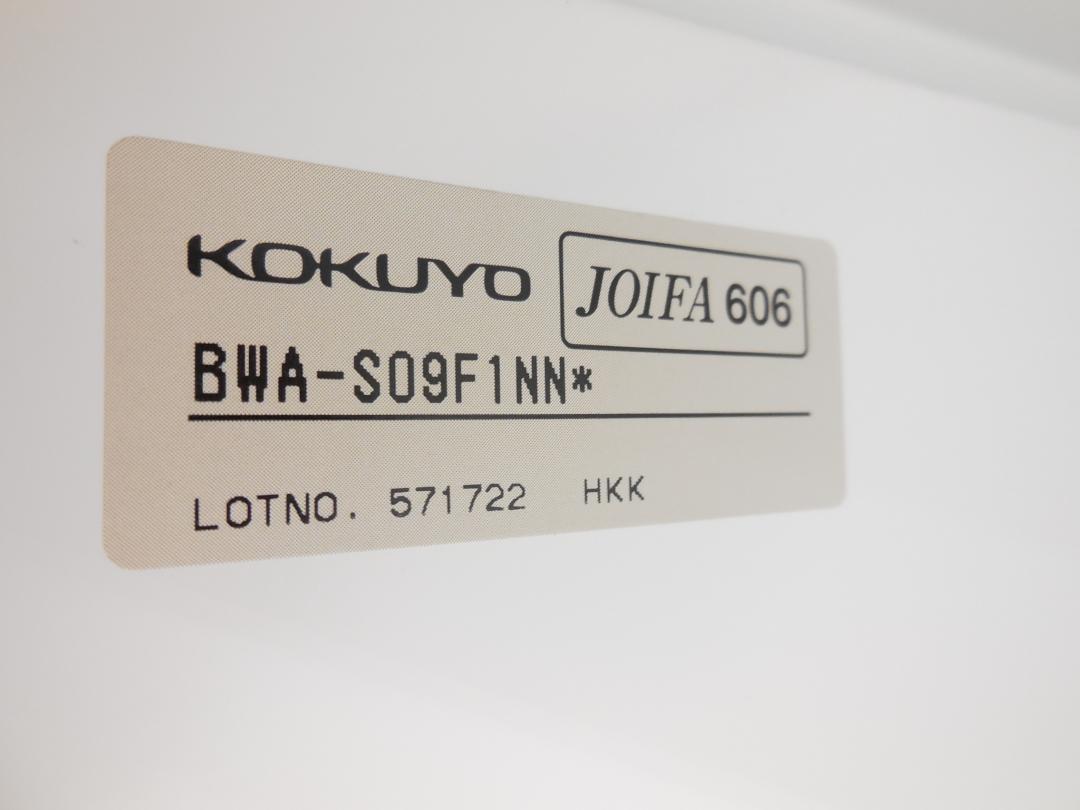 KOKUYO JOIFA 606
BWA-S09F1NN*
LOTNO. 571722 HKK